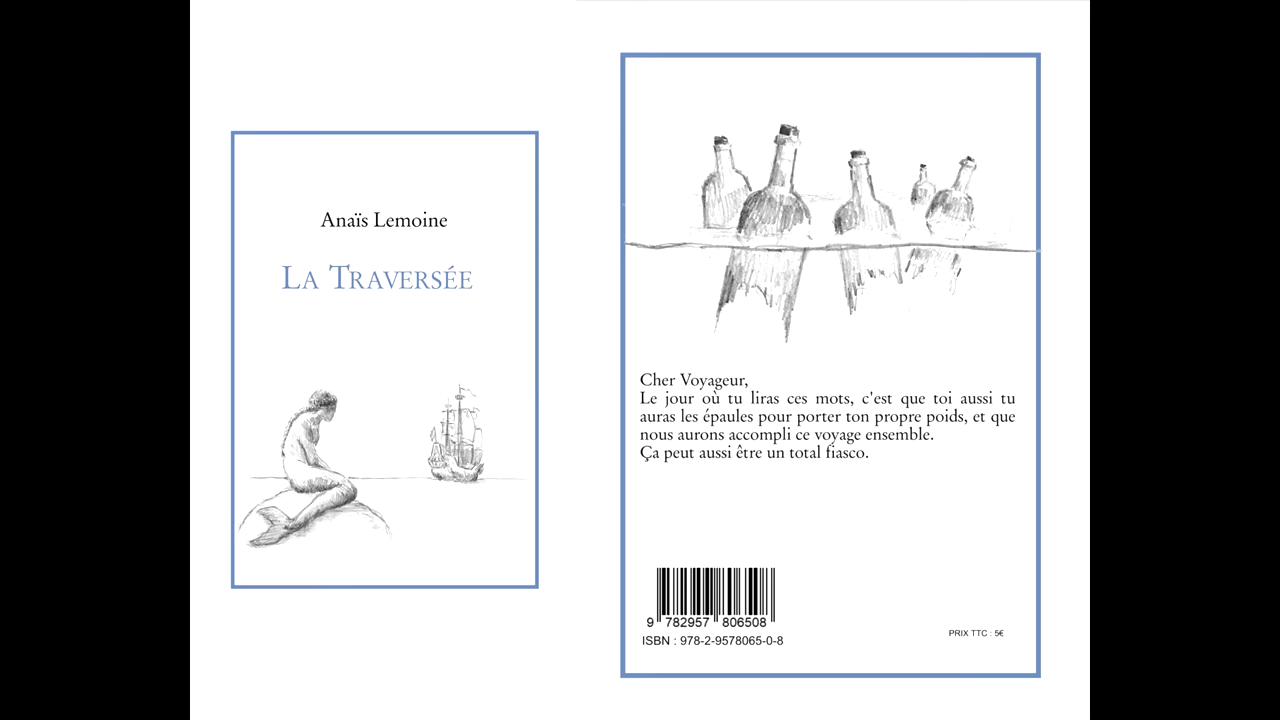 Anaïs Lemoine
LA TRAVERSÉE
Cher Voyageur,
Le jour où tu liras ces mots, c'est que toi aussi tu
auras les épaules pour porter ton propre poids, et que
nous aurons accompli ce voyage ensemble.
Ça peut aussi être un total fiasco.
9 782957 806508
ISBN : 978-2-9578065-0-8
PRIX TTC : 5€